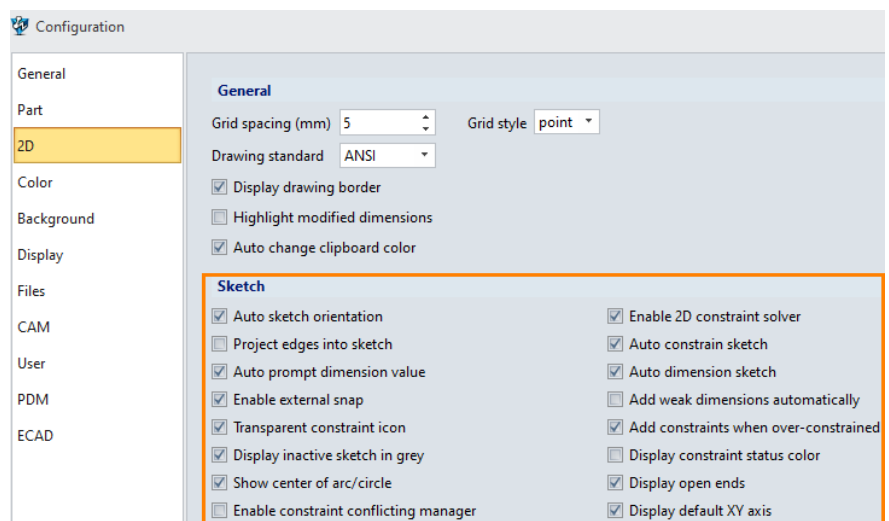 Configuration
General
Part
2D
Color
Background
Display
Files
CAM
User
PDM
ECAD
General
Grid spacing (mm) 5 Grid style point
Drawing standard ANSI
Display drawing border
Highlight modified dimensions
Auto change clipboard color
Sketch
Auto sketch orientation
Project edges into sketch
Auto prompt dimension value
Enable external snap
Transparent constraint icon
Display inactive sketch in grey
Show center of arc/circle
Enable constraint conflicting manager
Enable 2D constraint solver
Auto constrain sketch
Auto dimension sketch
Add weak dimensions automatically
Add constraints when over-constrained
Display constraint status color
Display open ends
Display default XY axis